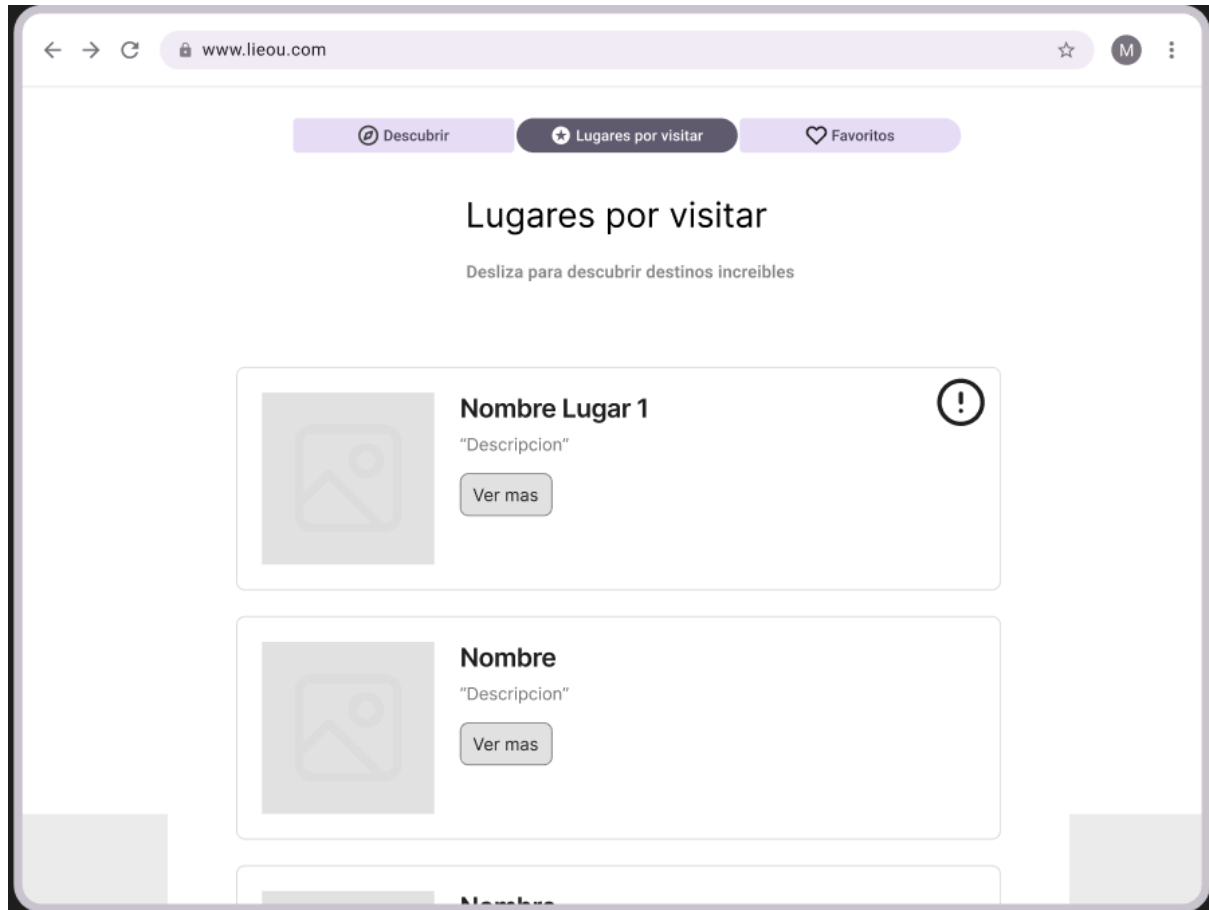 www.lieou.com
M
Descubrir
Lugares por visitar
Favoritos
Lugares por visitar
Desliza para descubrir destinos increibles
Nombre Lugar 1
“Descripcion”
Ver mas
Nombre
“Descripcion”
Ver mas
Nombre